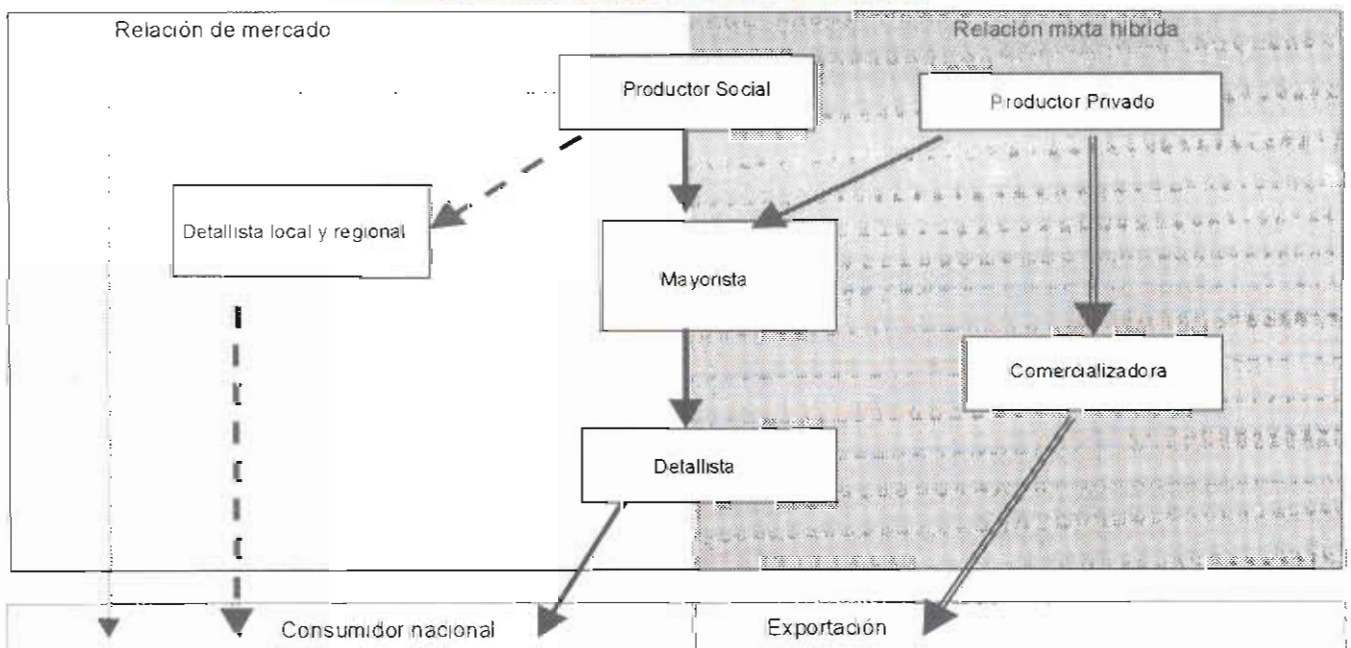 Relación de mercado
Relación mixta hibrida
Productor Social
Productor Privado
Detallista local y regional
Mayorista
Comercializadora
Detallista
Consumidor nacional
Exportación